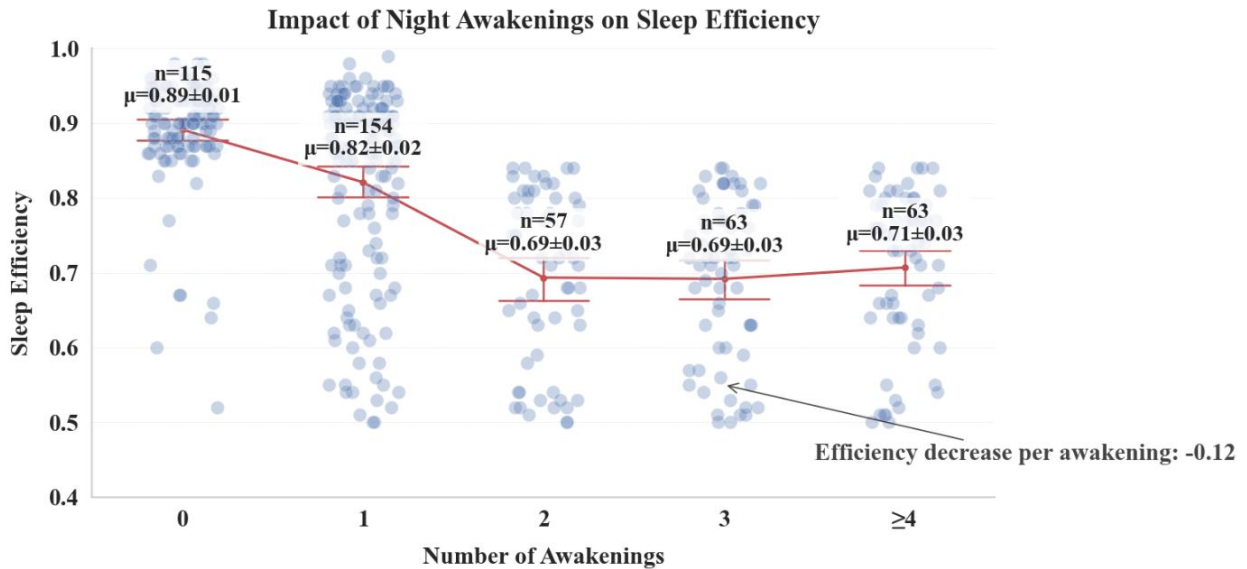 Impact of Night Awakenings on Sleep Efficiency
1.0
0.9
0.8
0.7
0.6
0.5
0.4
Sleep Efficiency
n=115
μ=0.89±0.01
n=154
μ=0.82±0.02
n=57
μ=0.69±0.03
n=63
μ=0.69±0.03
n=63
μ=0.71±0.03
Efficiency decrease per awakening: -0.12
0
1
2
3
≥4
Number of Awakenings